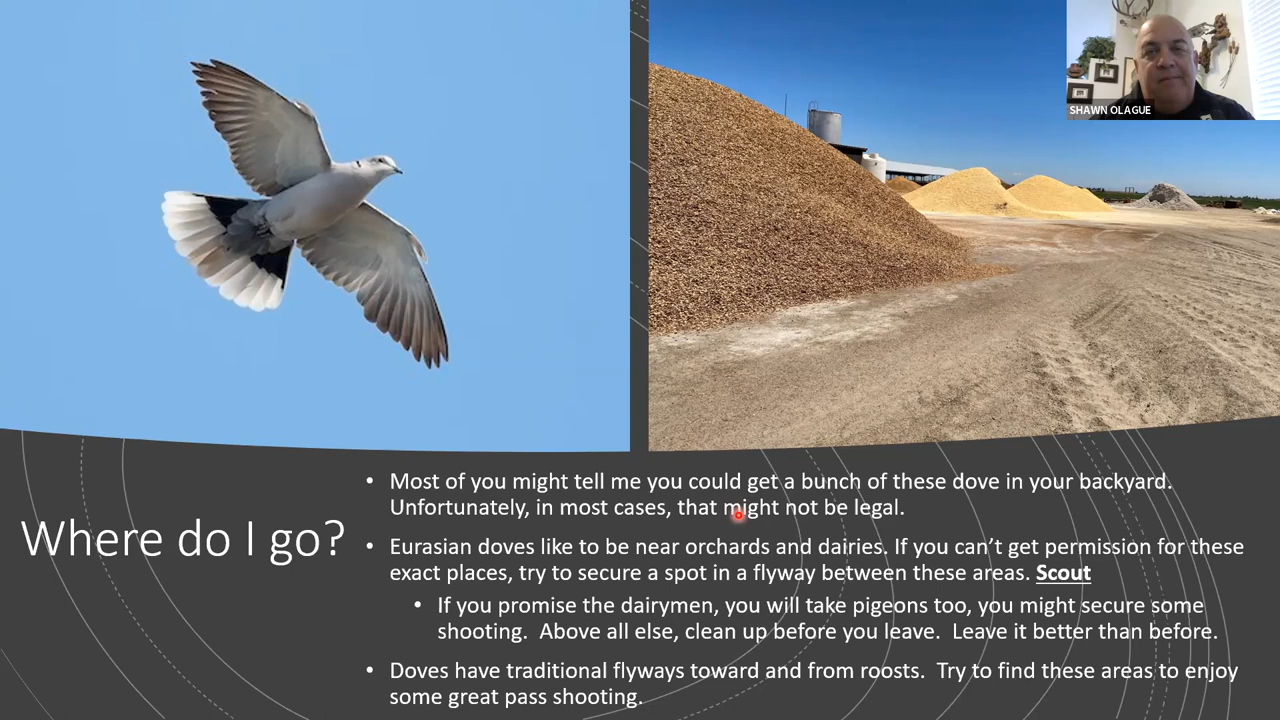 SHAWN OLAGUE
Where do I go?
• Most of you might tell me you could get a bunch of these dove in your backyard.
Unfortunately, in most cases, that might not be legal.
• Eurasian doves like to be near orchards and dairies. If you can’t get permission for these
exact places, try to secure a spot in a flyway between these areas. Scout
• If you promise the dairymen, you will take pigeons too, you might secure some
shooting.  Above all else, clean up before you leave.  Leave it better than before.
• Doves have traditional flyways toward and from roosts.  Try to find these areas to enjoy
some great pass shooting.